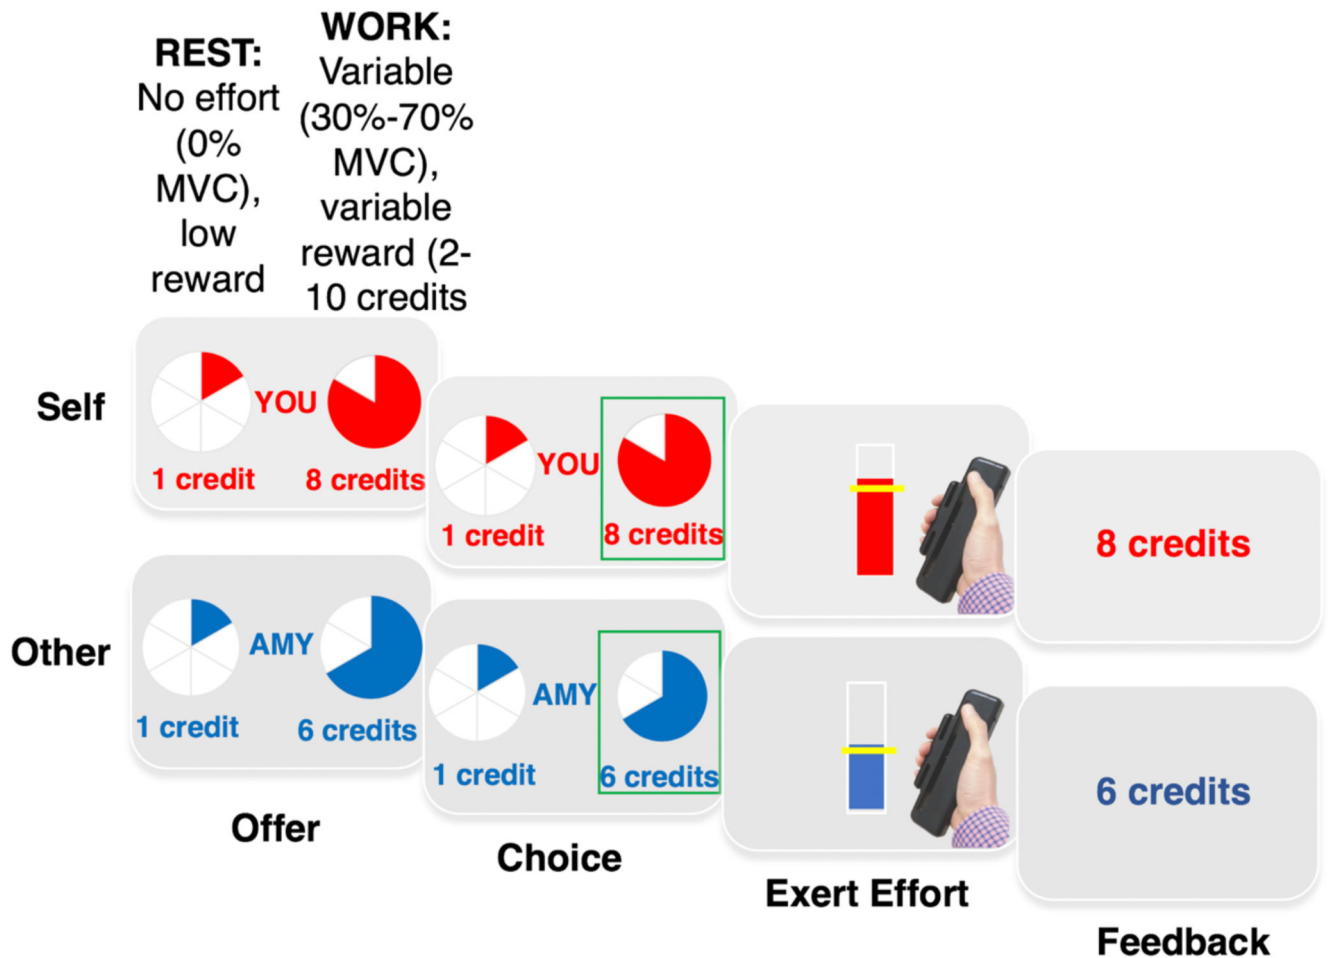 REST:
No effort
(0%
MVC),
low
reward
WORK:
Variable
(30%-70%
MVC),
variable
reward (2-
10 credits
Self
YOU
1 credit
8 credits
YOU
1 credit
8 credits
8 credits
Other
AMY
1 credit
6 credits
AMY
1 credit
6 credits
6 credits
Offer
Choice
Exert Effort
Feedback